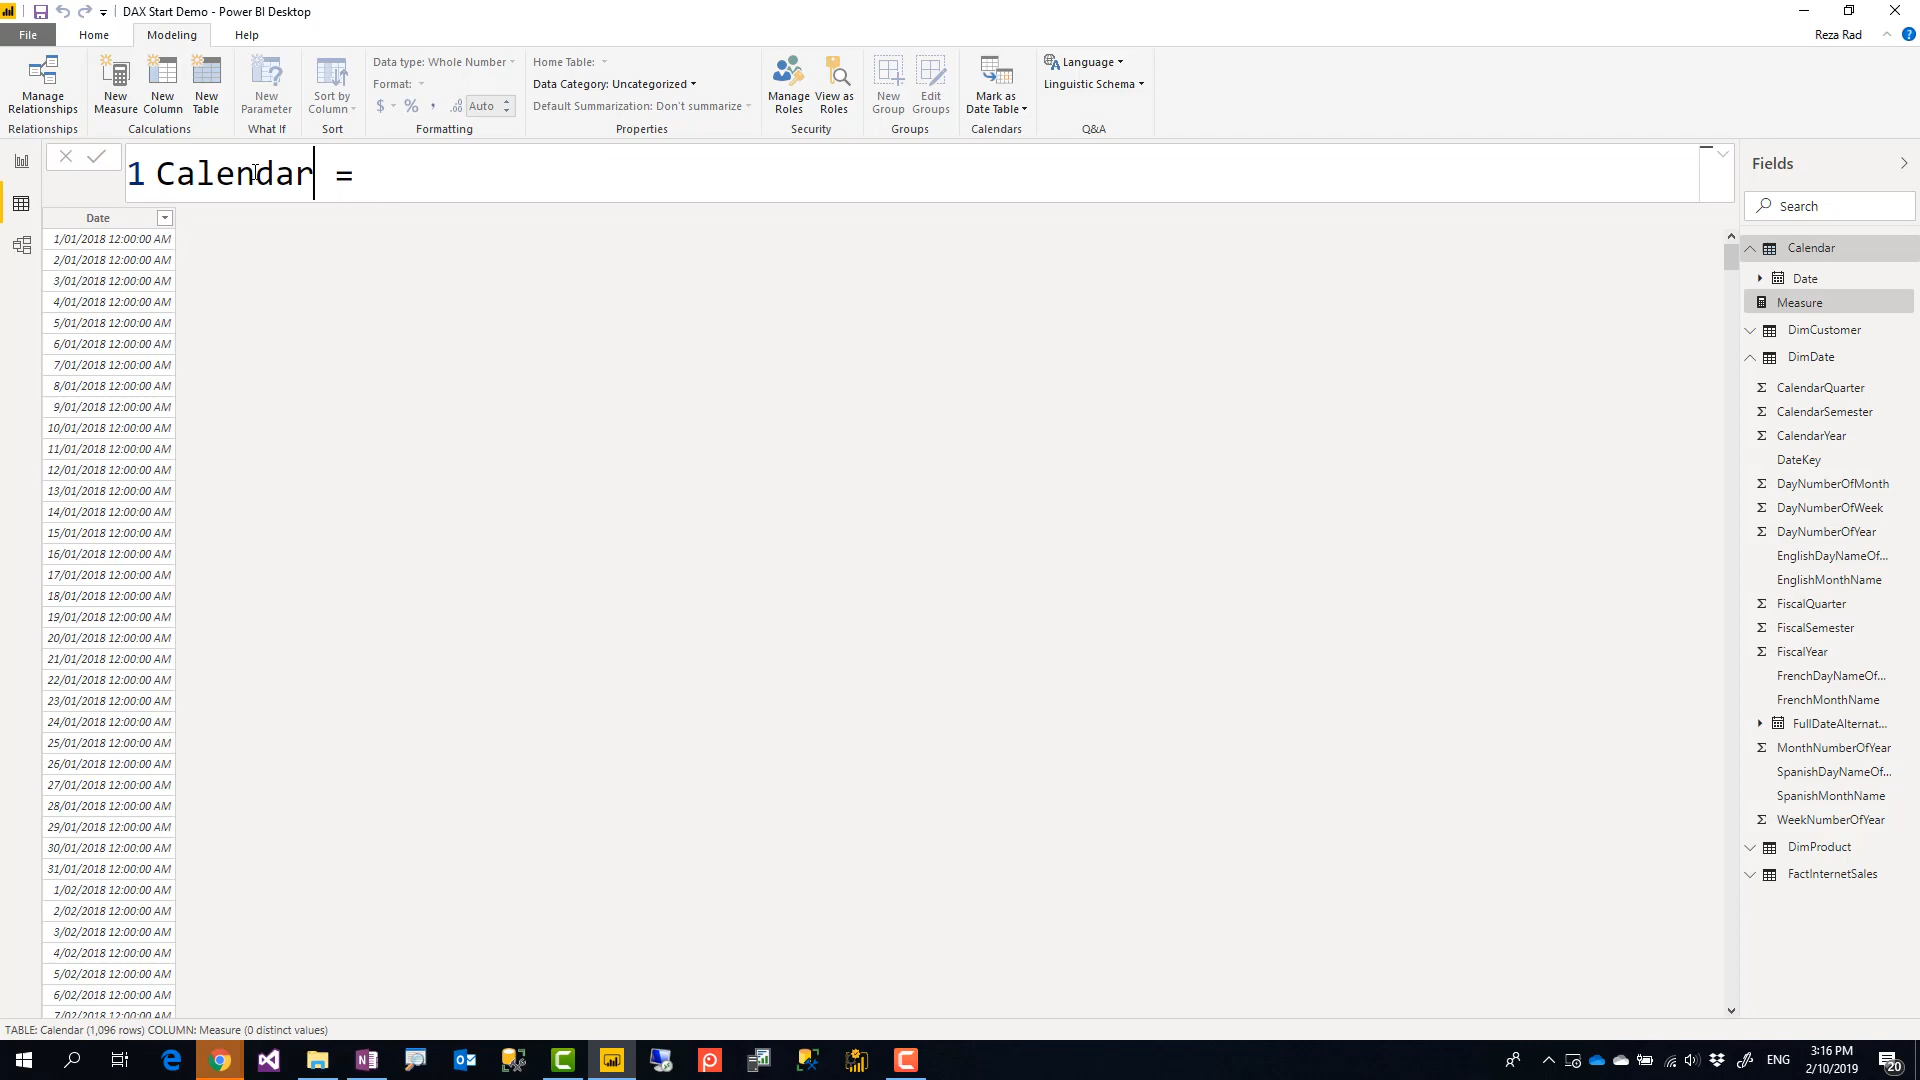 DAX Start Demo - Power BI Desktop
File
Home
Modeling
Help
Reza Rad
Manage
Relationships
New
Measure
New
Column
New
Table
New
Parameter
Sort by
Column
Data type: Whole Number
Format:
$ % , Auto
Home Table:
Data Category: Uncategorized
Default Summarization: Don't summarize
Manage
Roles
View as
Roles
New
Group
Edit
Groups
Mark as
Date Table
Language
Linguistic Schema
Relationships
Calculations
What If
Sort
Formatting
Properties
Security
Groups
Calendars
Q&A
1 Calendar =
Date
1/01/2018 12:00:00 AM
2/01/2018 12:00:00 AM
3/01/2018 12:00:00 AM
4/01/2018 12:00:00 AM
5/01/2018 12:00:00 AM
6/01/2018 12:00:00 AM
7/01/2018 12:00:00 AM
8/01/2018 12:00:00 AM
9/01/2018 12:00:00 AM
10/01/2018 12:00:00 AM
11/01/2018 12:00:00 AM
12/01/2018 12:00:00 AM
13/01/2018 12:00:00 AM
14/01/2018 12:00:00 AM
15/01/2018 12:00:00 AM
16/01/2018 12:00:00 AM
17/01/2018 12:00:00 AM
18/01/2018 12:00:00 AM
19/01/2018 12:00:00 AM
20/01/2018 12:00:00 AM
21/01/2018 12:00:00 AM
22/01/2018 12:00:00 AM
23/01/2018 12:00:00 AM
24/01/2018 12:00:00 AM
25/01/2018 12:00:00 AM
26/01/2018 12:00:00 AM
27/01/2018 12:00:00 AM
28/01/2018 12:00:00 AM
29/01/2018 12:00:00 AM
30/01/2018 12:00:00 AM
31/01/2018 12:00:00 AM
1/02/2018 12:00:00 AM
2/02/2018 12:00:00 AM
3/02/2018 12:00:00 AM
4/02/2018 12:00:00 AM
5/02/2018 12:00:00 AM
6/02/2018 12:00:00 AM
7/02/2018 12:00:00 AM
Fields
Search
Calendar
Date
Measure
DimCustomer
DimDate
CalendarQuarter
CalendarSemester
CalendarYear
DateKey
DayNumberOfMonth
DayNumberOfWeek
DayNumberOfYear
EnglishDayNameOf...
EnglishMonthName
FiscalQuarter
FiscalSemester
FiscalYear
FrenchDayNameOf...
FrenchMonthName
FullDateAlternat...
MonthNumberOfYear
SpanishDayNameOf...
SpanishMonthName
WeekNumberOfYear
DimProduct
FactInternetSales
TABLE: Calendar (1,096 rows) COLUMN: Measure (0 distinct values)
ENG
3:16 PM
2/10/2019
20